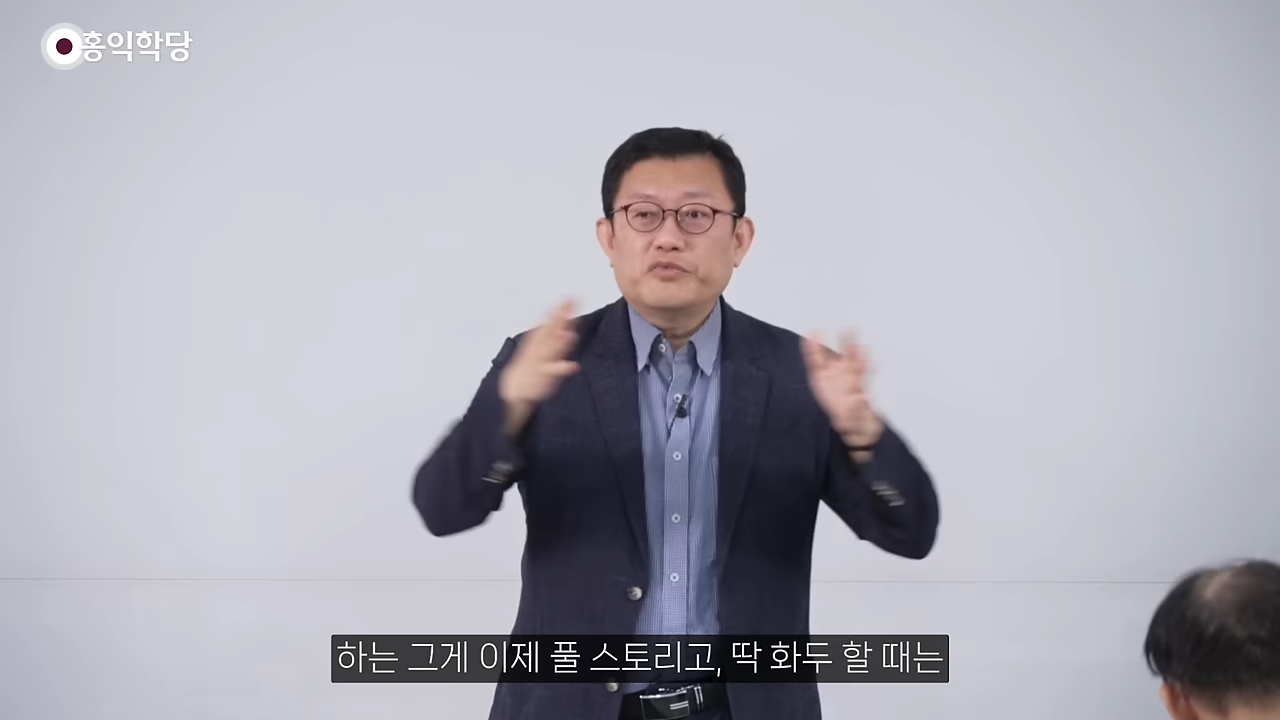 홍익학당
하는 그게 이제 풀 스토리고, 딱 화두 할 때는